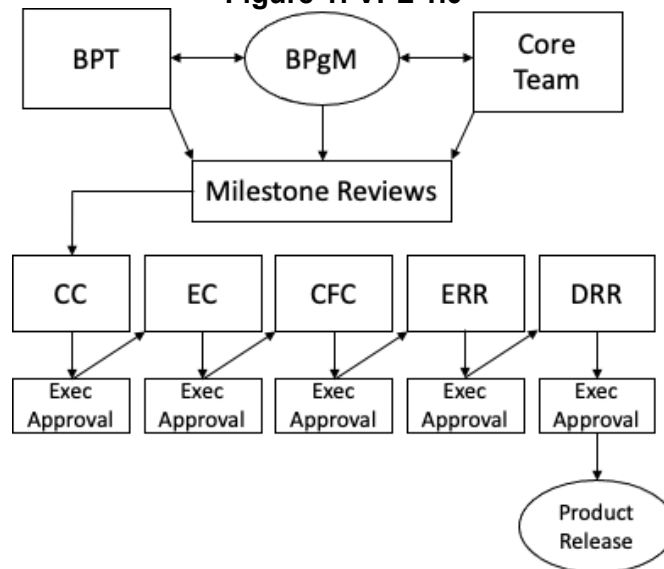 BPT
BPgM
Core
Team
Milestone Reviews
CC
EC
CFC
ERR
DRR
Exec
Approval
Exec
Approval
Exec
Approval
Exec
Approval
Exec
Approval
Product
Release